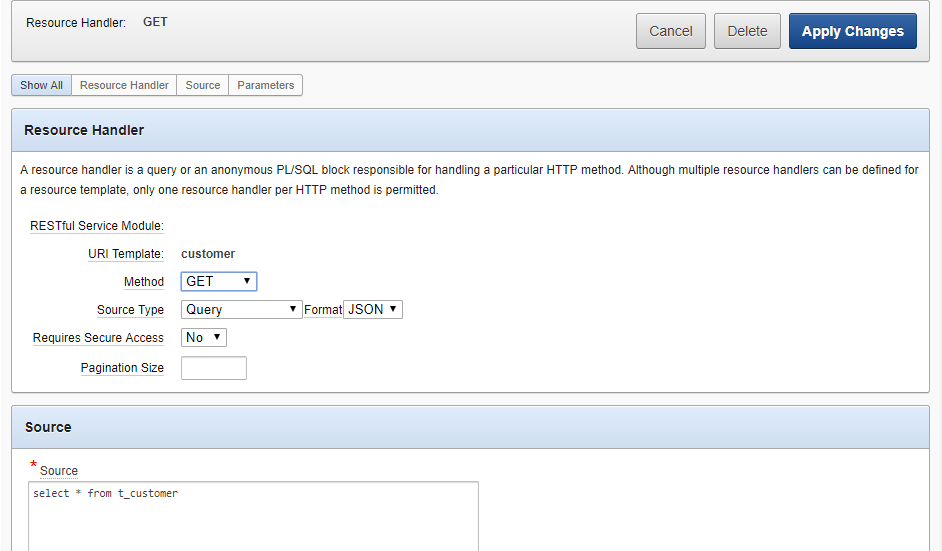 Resource Handler: GET
Cancel Delete Apply Changes
Show All Resource Handler Source Parameters
Resource Handler
A resource handler is a query or an anonymous PL/SQL block responsible for handling a particular HTTP method. Although multiple resource handlers can be defined for
a resource template, only one resource handler per HTTP method is permitted.
RESTful Service Module:
URI Template: customer
Method GET
Source Type Query Format JSON
Requires Secure Access No
Pagination Size
Source
* Source
select * from t_customer